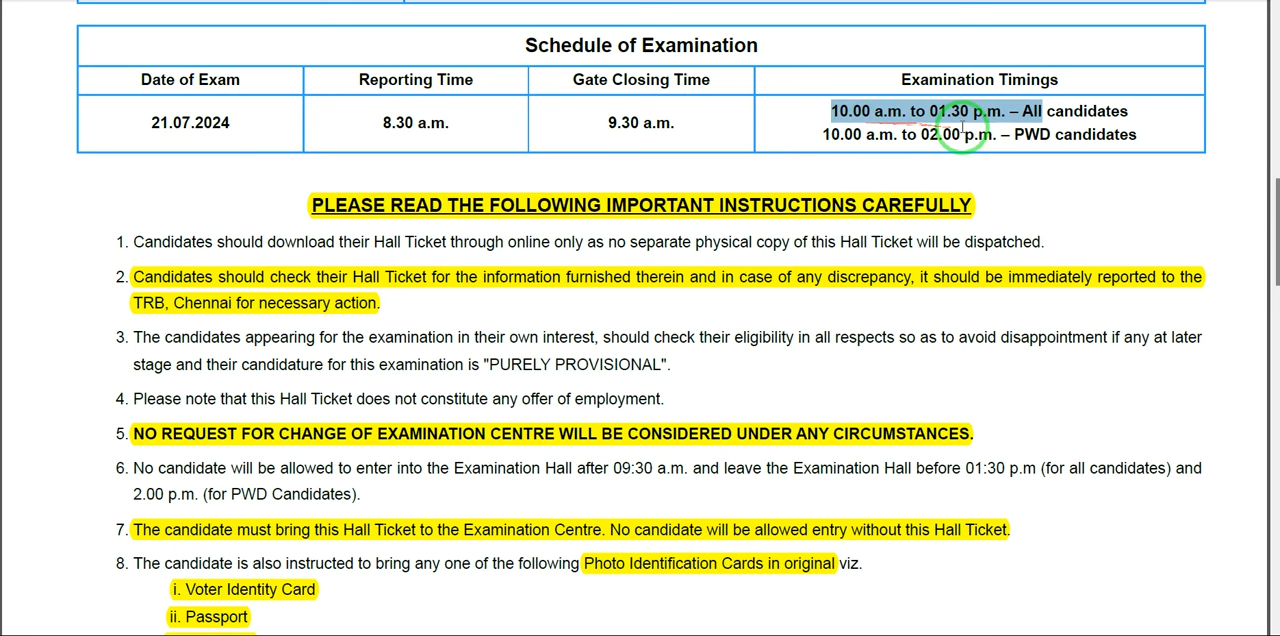 Schedule of Examination
Date of Exam Reporting Time Gate Closing Time Examination Timings
21.07.2024 8.30 a.m. 9.30 a.m. 10.00 a.m. to 01.30 p.m. – All candidates
10.00 a.m. to 02.00 p.m. – PWD candidates
PLEASE READ THE FOLLOWING IMPORTANT INSTRUCTIONS CAREFULLY
1. Candidates should download their Hall Ticket through online only as no separate physical copy of this Hall Ticket will be dispatched.
2. Candidates should check their Hall Ticket for the information furnished therein and in case of any discrepancy, it should be immediately reported to the
TRB, Chennai for necessary action.
3. The candidates appearing for the examination in their own interest, should check their eligibility in all respects so as to avoid disappointment if any at later
stage and their candidature for this examination is "PURELY PROVISIONAL".
4. Please note that this Hall Ticket does not constitute any offer of employment.
5. NO REQUEST FOR CHANGE OF EXAMINATION CENTRE WILL BE CONSIDERED UNDER ANY CIRCUMSTANCES.
6. No candidate will be allowed to enter into the Examination Hall after 09:30 a.m. and leave the Examination Hall before 01:30 p.m (for all candidates) and
2.00 p.m. (for PWD Candidates).
7. The candidate must bring this Hall Ticket to the Examination Centre. No candidate will be allowed entry without this Hall Ticket.
8. The candidate is also instructed to bring any one of the following Photo Identification Cards in original viz.
i. Voter Identity Card
ii. Passport